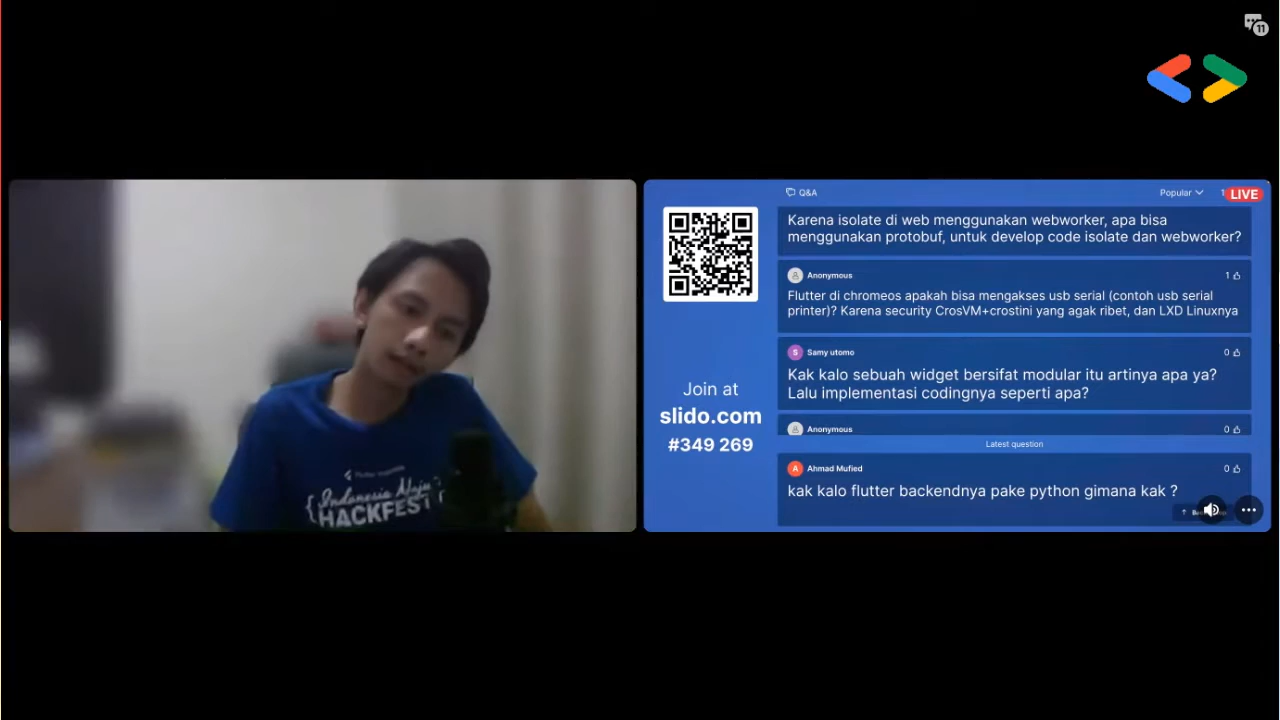 11
Q&A
Popular
LIVE
Karena isolate di web menggunakan webworker, apa bisa
menggunakan protobuf, untuk develop code isolate dan webworker?
Anonymous
1
Flutter di chromeos apakah bisa mengakses usb serial (contoh usb serial
printer)? Karena security CrosVM+crostini yang agak ribet, dan LXD Linuxnya
Samy utomo
0
Kak kalo sebuah widget bersifat modular itu artinya apa ya?
Lalu implementasi codingnya seperti apa?
Anonymous
0
Latest question
Ahmad Mufied
0
kak kalo flutter backendnya pake python gimana kak ?
Join at
slido.com
#349 269
Indonesia
HACKFEST